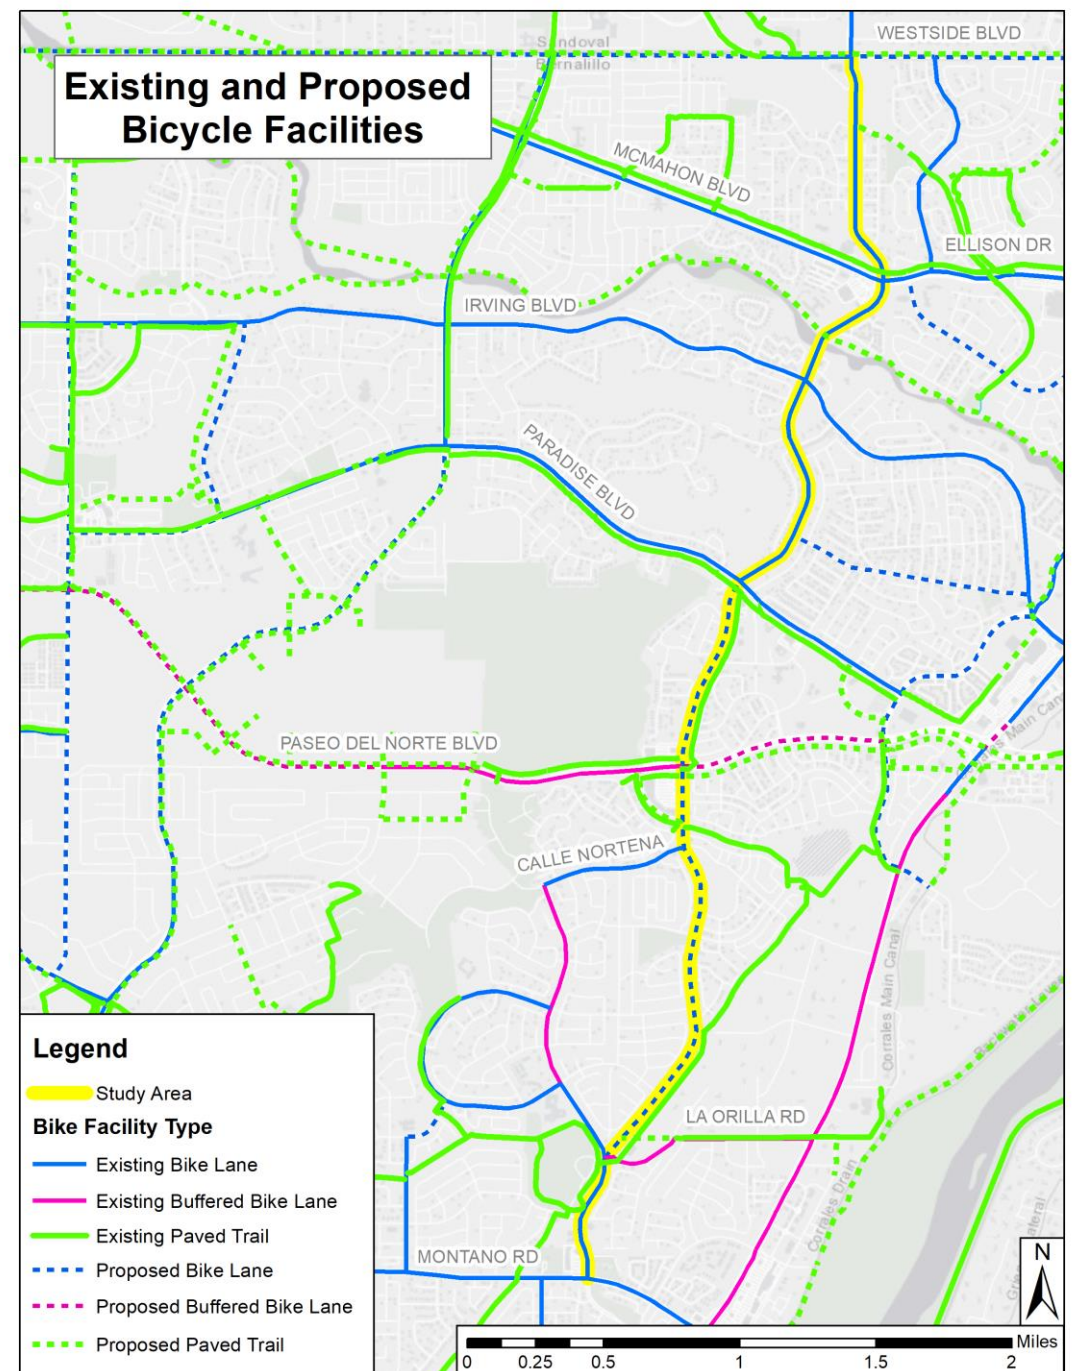 WESTSIDE BLVD
Sandoval
Bernalillo
Existing and Proposed
Bicycle Facilities
MCMAHON BLVD
ELLISON DR
IRVING BLVD
PARADISE BLVD
PASEO DEL NORTE BLVD
Main Canal
CALLE NORTENA
Corrales Main Canal
LA ORILLA RD
Corrales Drain
MONTANO RD
Legend
Study Area
Bike Facility Type
Existing Bike Lane
Existing Buffered Bike Lane
Existing Paved Trail
Proposed Bike Lane
Proposed Buffered Bike Lane
Proposed Paved Trail
N
Miles
0 0.25 0.5 1 1.5 2